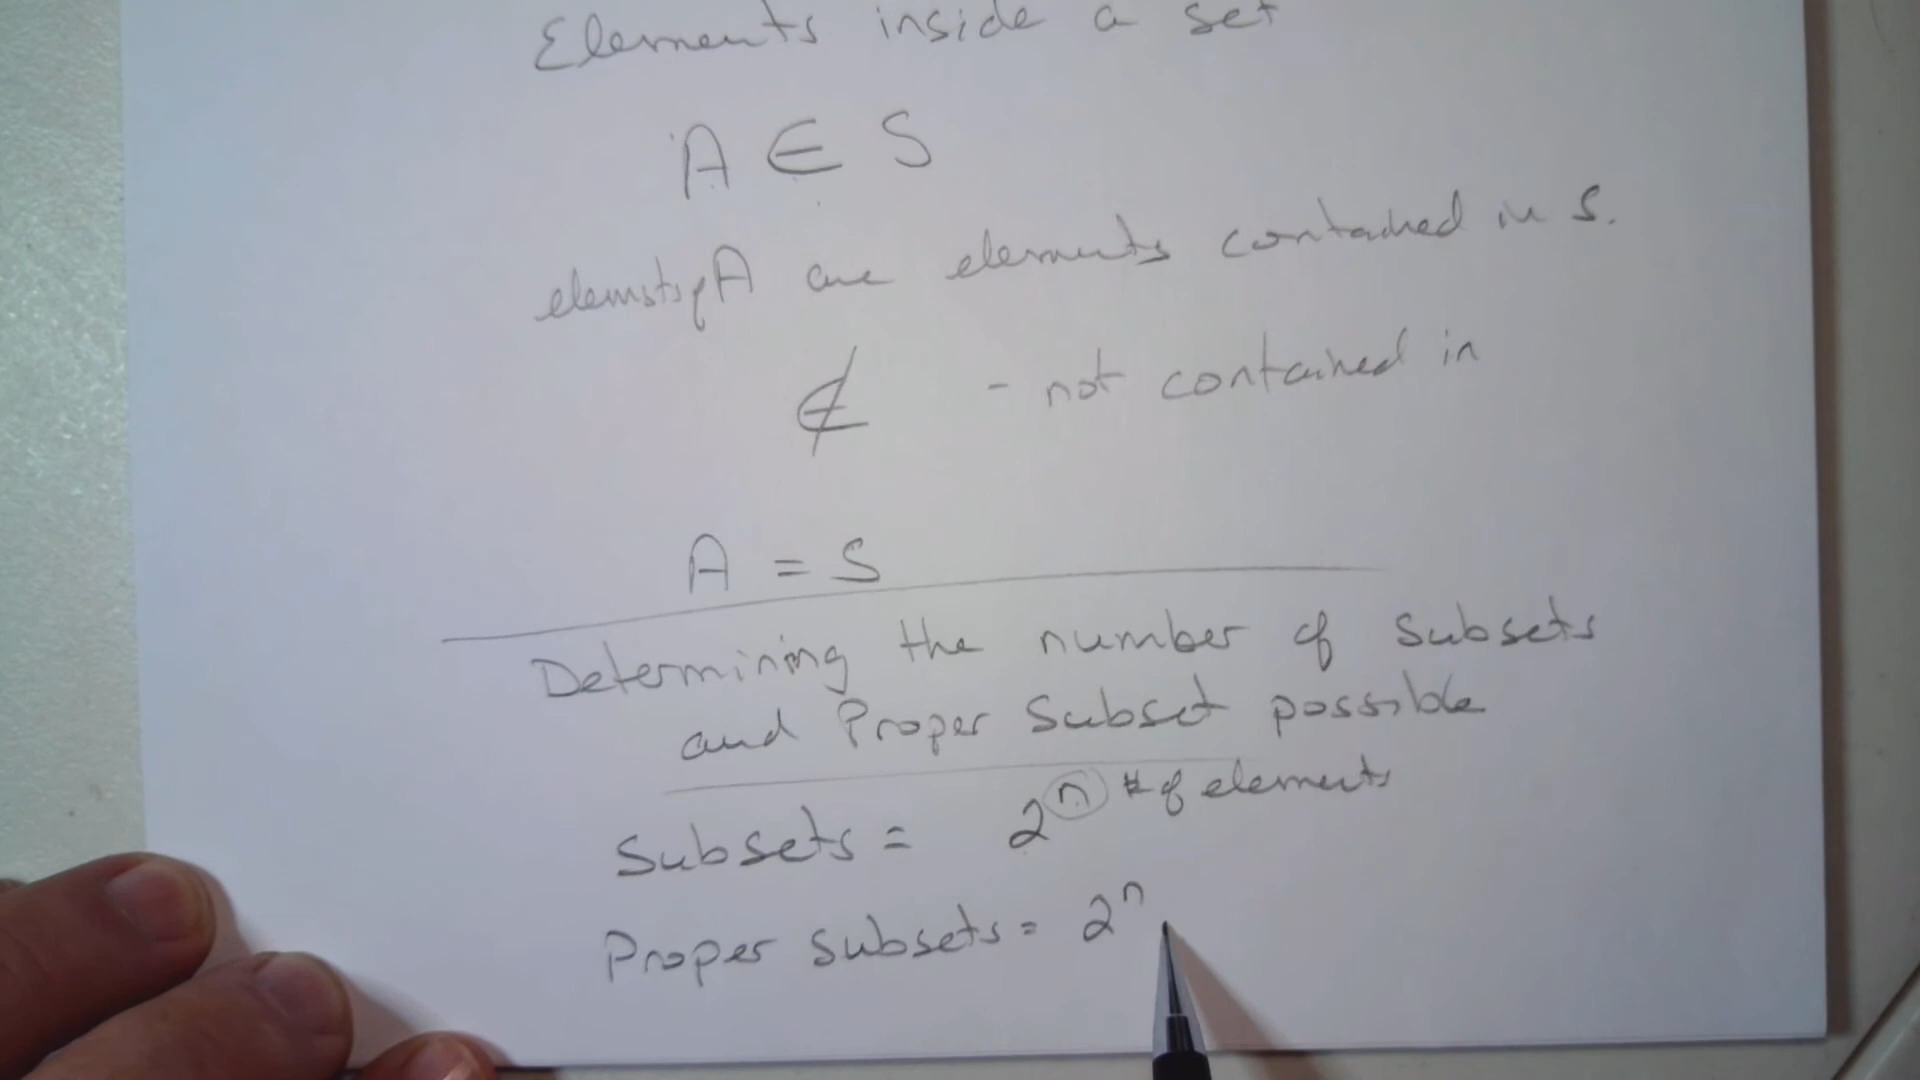 Elements inside a set
A ∈ S
elemsts of A are elements contained in S.
∉ - not contained in
A = S
Determining the number of subsets
and Proper Subset possible
Subsets = 2ⁿ # of elements
Proper subsets = 2ⁿ